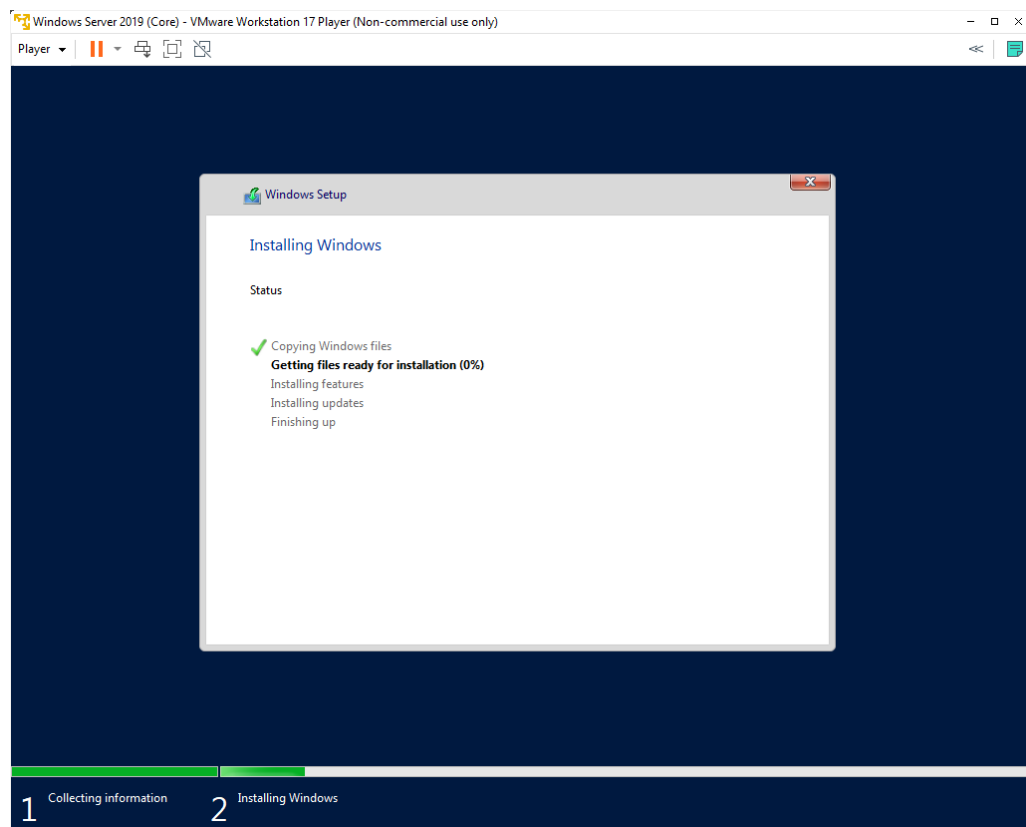 Windows Server 2019 (Core) - VMware Workstation 17 Player (Non-commercial use only)
Player
Windows Setup
Installing Windows
Status
Copying Windows files
Getting files ready for installation (0%)
Installing features
Installing updates
Finishing up
1 Collecting information 2 Installing Windows